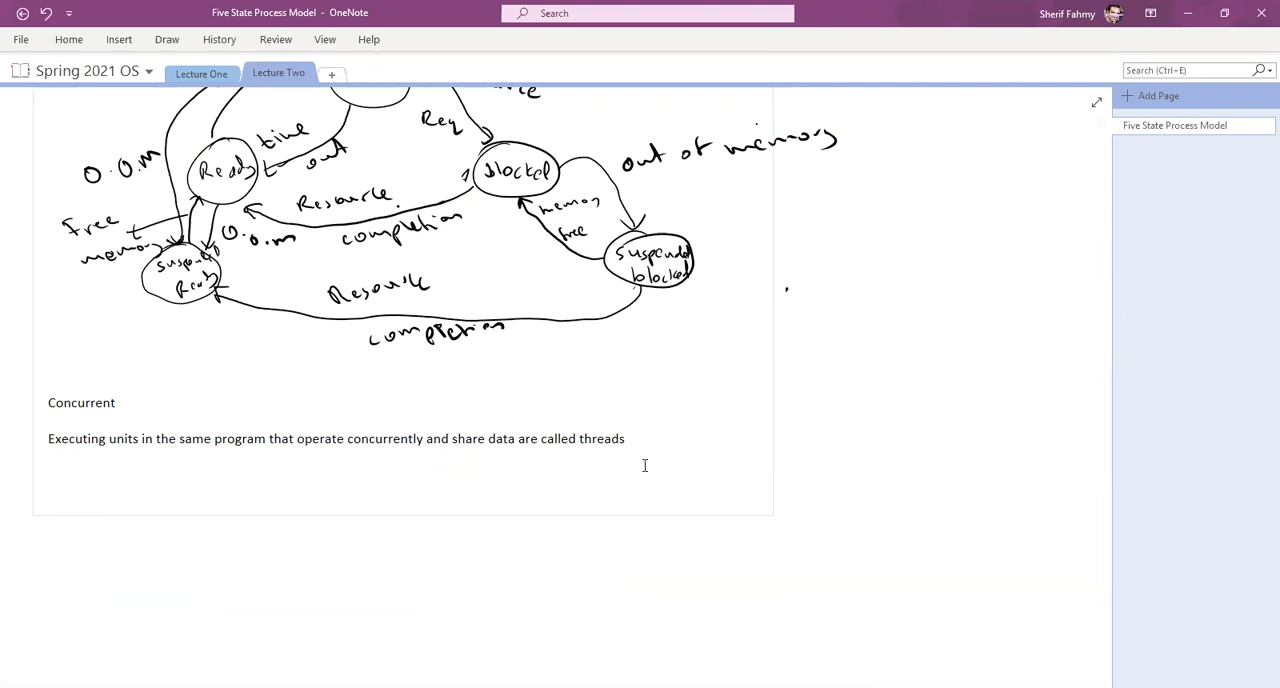 Five State Process Model - OneNote
Search
Sherif Fahmy
File Home Insert Draw History Review View Help
Spring 2021 OS
Lecture One
Lecture Two
+
Search (Ctrl+E)
Add Page
Five State Process Model
Req
out of memory
time
out
O.O.m
Ready
blocked
Resource
completion
memory
free
Free
memory
O.O.m
suspend
Ready
suspended
blocked
Resource
completion
Concurrent
Executing units in the same program that operate concurrently and share data are called threads